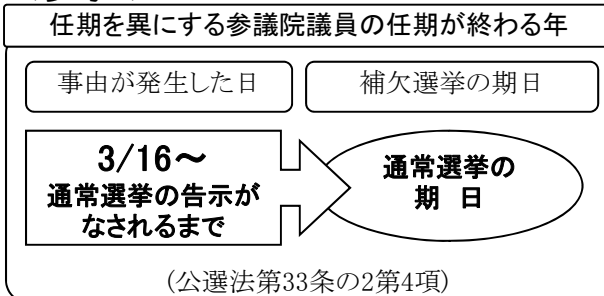 任期を異にする参議院議員の任期が終わる年
事由が発生した日
補欠選挙の期日
3/16～
通常選挙の告示が
なされるまで
通常選挙の
期 日
(公選法第33条の2第4項)